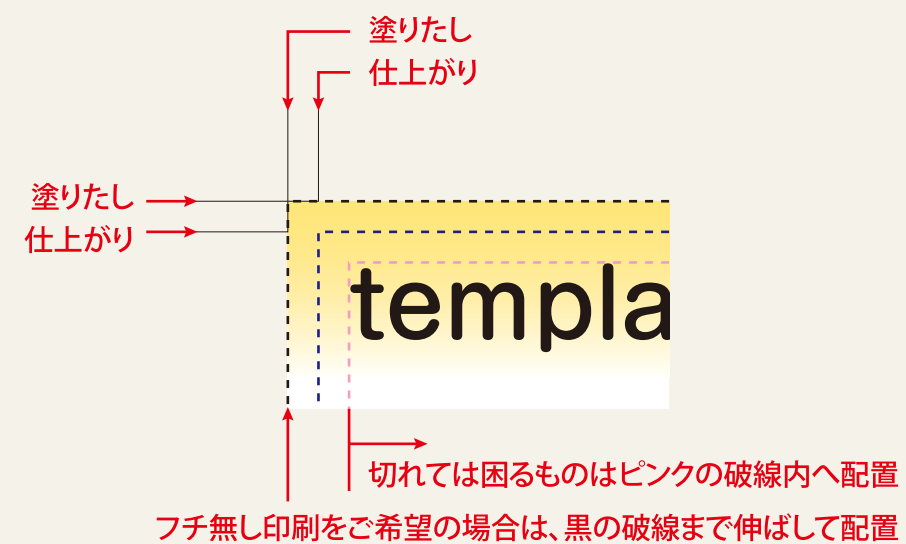 塗りたし
仕上がり
塗りたし
仕上がり
templa
切れては困るものはピンクの破線内へ配置
フチ無し印刷をご希望の場合は、黒の破線まで伸ばして配置